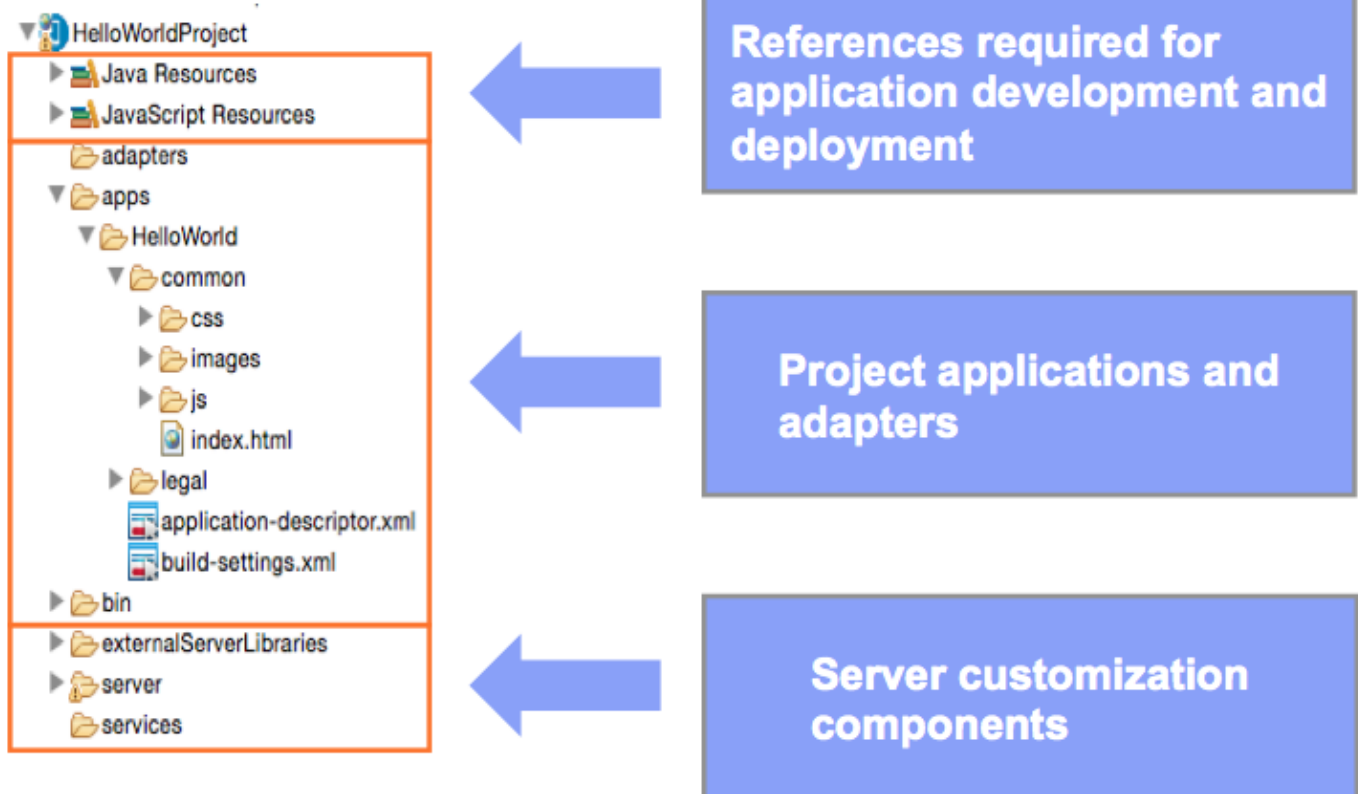 HelloWorldProject
Java Resources
JavaScript Resources
adapters
apps
HelloWorld
common
css
images
js
index.html
legal
application-descriptor.xml
build-settings.xml
bin
externalServerLibraries
server
services
References required for
application development and
deployment
Project applications and
adapters
Server customization
components